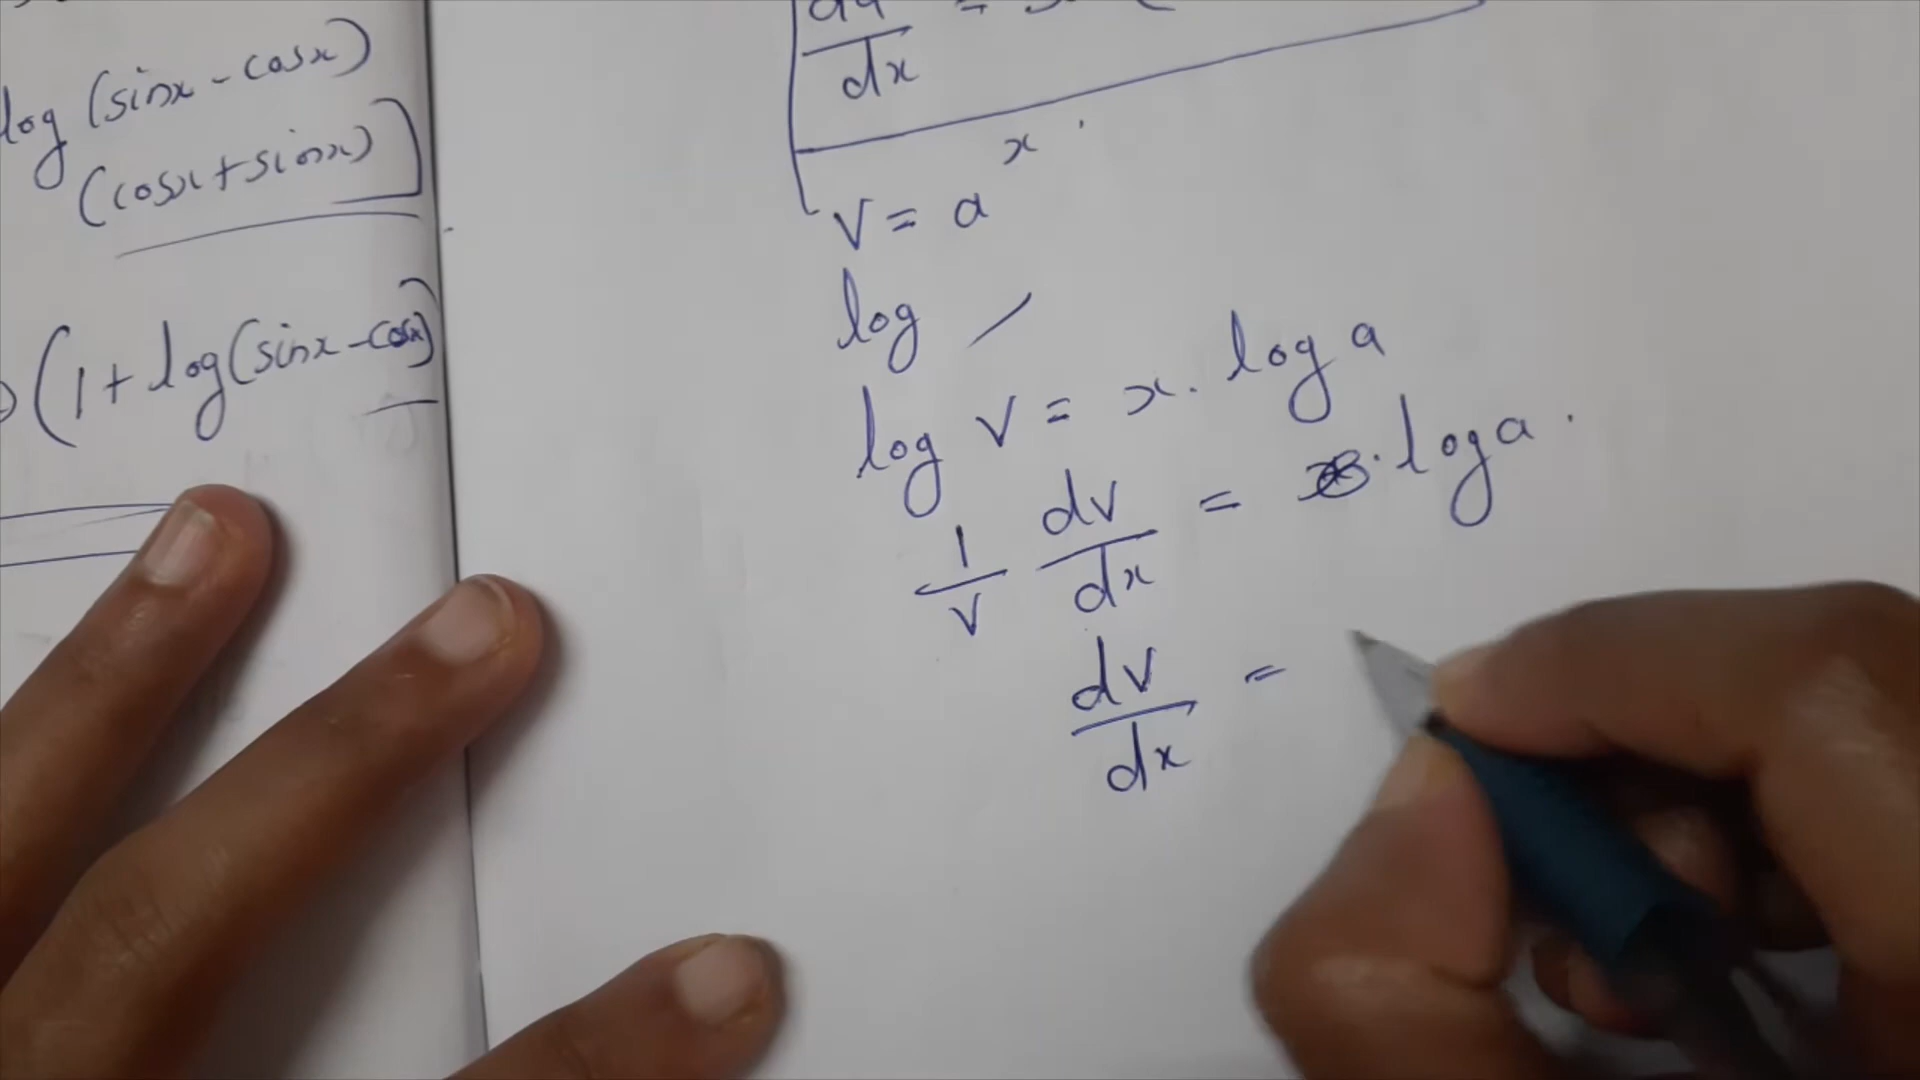 log (sinx - cosx)
(cosx + sinx)]
(1 + log(sinx - cosx)
dx
v = a^x
log
log v = x. log a
1/v dv/dx = . log a .
dv/dx =